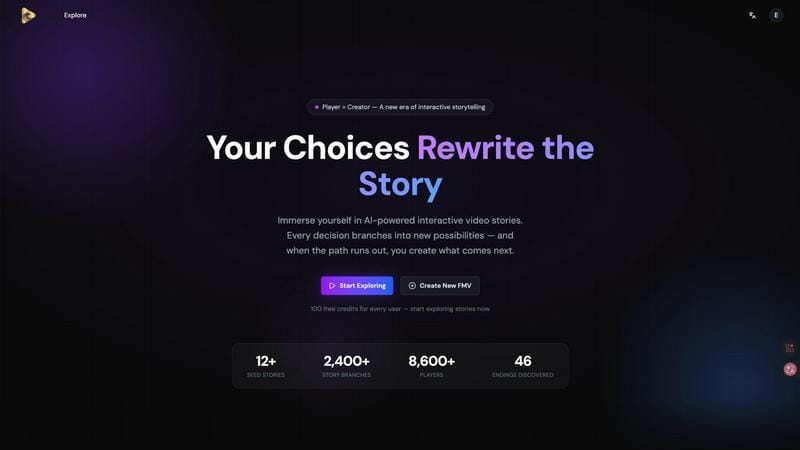 Explore
E
Player = Creator — A new era of interactive storytelling
Your Choices Rewrite the
Story
Immerse yourself in AI-powered interactive video stories.
Every decision branches into new possibilities — and
when the path runs out, you create what comes next.
Start Exploring
Create New FMV
100 free credits for every user — start exploring stories now
12+
2,400+
8,600+
46
SEED STORIES
STORY BRANCHES
PLAYERS
ENDINGS DISCOVERED